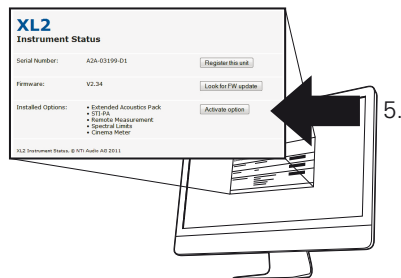 XL2
Instrument Status
Serial Number: A2A-03199-D1 Register this unit
Firmware: V2.34 Look for FW update
Installed Options: • Extended Acoustics Pack Activate option
• STI-PA
• Remote Measurement
• Spectral Limits
• Cinema Meter
XL2 Instrument Status, © NTi Audio AG 2011
5.